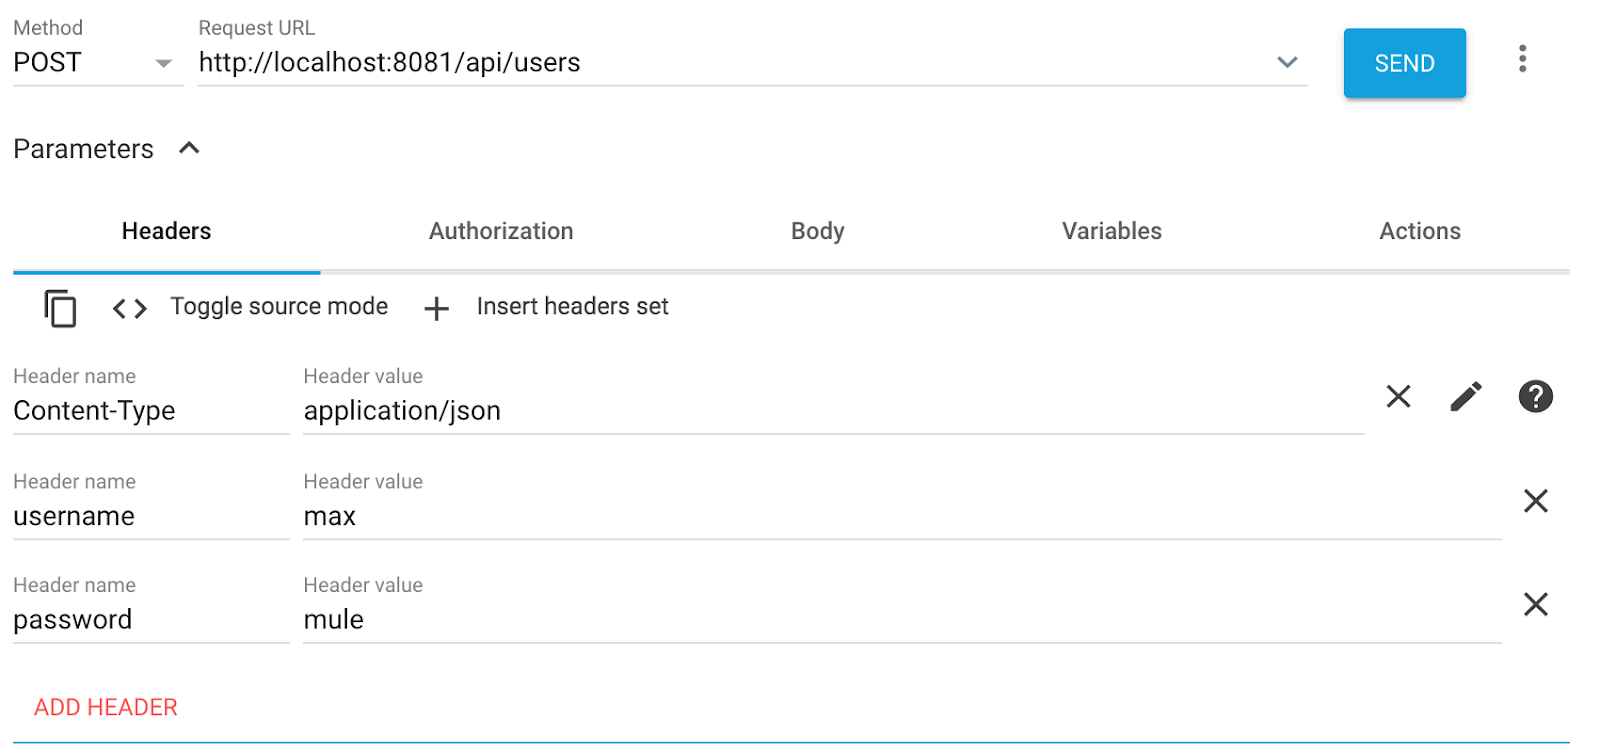 Method Request URL
POST http://localhost:8081/api/users SEND
Parameters
Headers Authorization Body Variables Actions
Toggle source mode Insert headers set
Header name Header value
Content-Type application/json
Header name Header value
username max
Header name Header value
password mule
ADD HEADER